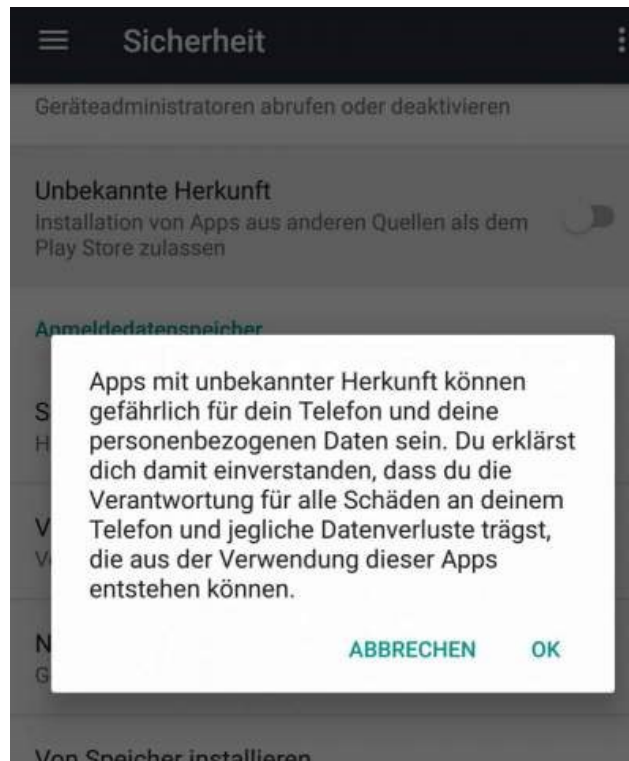 Sicherheit
Geräteadministratoren abrufen oder deaktivieren
Unbekannte Herkunft
Installation von Apps aus anderen Quellen als dem
Play Store zulassen
Anmeldedatenspeicher
Apps mit unbekannter Herkunft können
gefährlich für dein Telefon und deine
personenbezogenen Daten sein. Du erklärst
dich damit einverstanden, dass du die
Verantwortung für alle Schäden an deinem
Telefon und jegliche Datenverluste trägst,
die aus der Verwendung dieser Apps
entstehen können.
ABBRECHEN OK
Von Speicher installieren